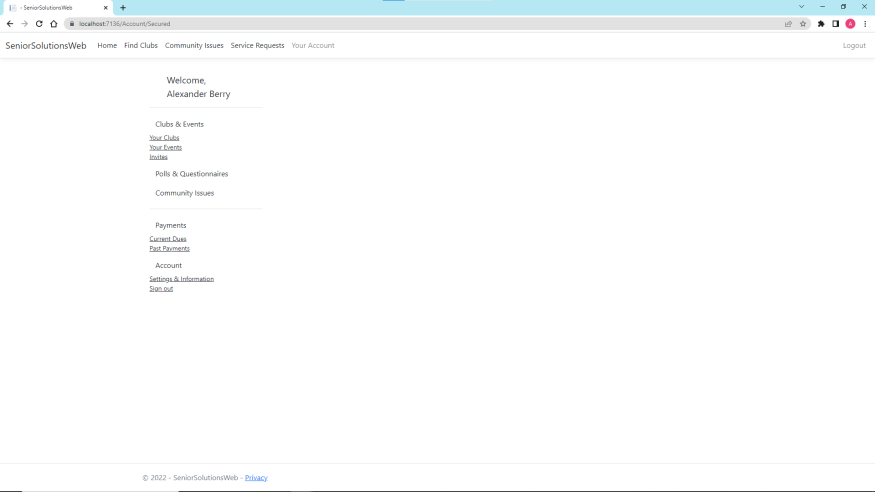 - SeniorSolutionsWeb
localhost:7136/Account/Secured
A
SeniorSolutionsWeb Home Find Clubs Community Issues Service Requests Your Account Logout
Welcome,
Alexander Berry
Clubs & Events
Your Clubs
Your Events
Invites
Polls & Questionnaires
Community Issues
Payments
Current Dues
Past Payments
Account
Settings & Information
Sign out
© 2022 - SeniorSolutionsWeb - Privacy